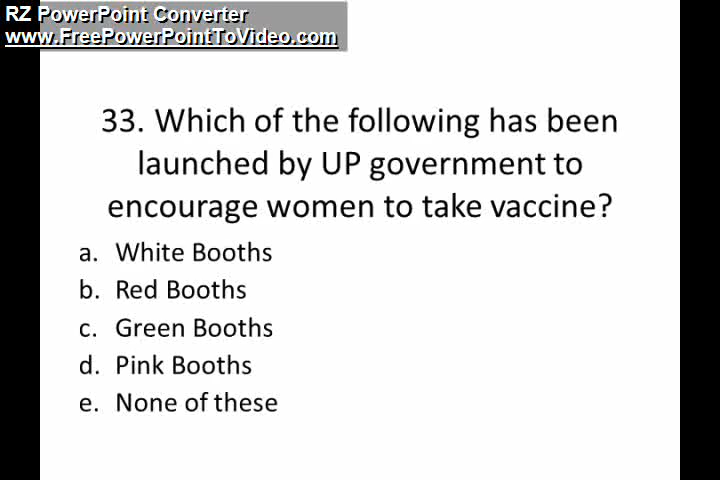 RZ PowerPoint Converter
www.FreePowerPointToVideo.com
33. Which of the following has been
launched by UP government to
encourage women to take vaccine?
a. White Booths
b. Red Booths
c. Green Booths
d. Pink Booths
e. None of these